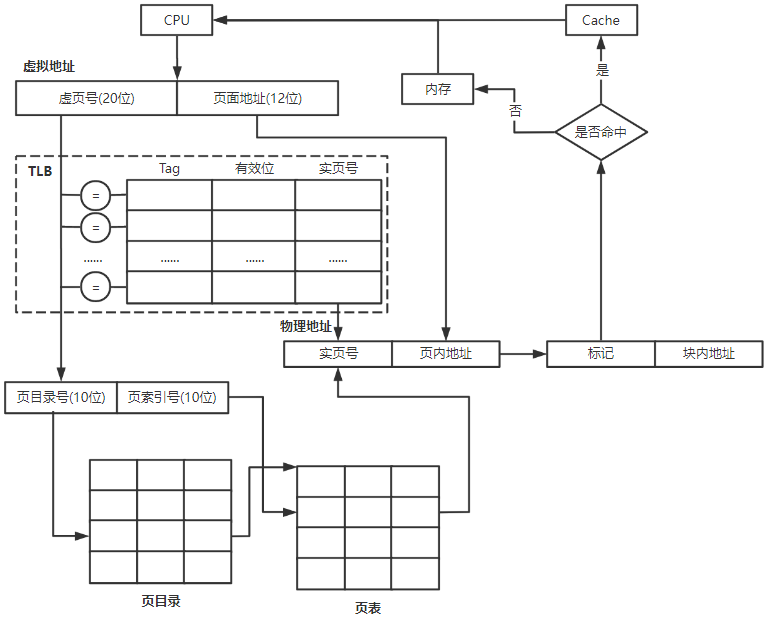 CPU
Cache
虚拟地址
是
内存
虚页号(20位)
页面地址(12位)
否
是否命中
TLB
Tag
有效位
实页号
=
=
......
......
......
......
=
物理地址
实页号
页内地址
标记
块内地址
页目录号(10位)
页索引号(10位)
页目录
页表